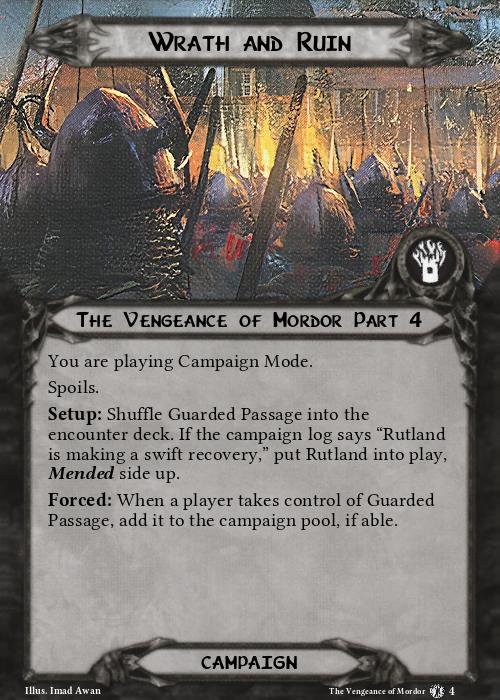 Wrath and Ruin
The Vengeance of Mordor Part 4
You are playing Campaign Mode.
Spoils.
Setup: Shuffle Guarded Passage into the
encounter deck. If the campaign log says “Rutland
is making a swift recovery,” put Rutland into play,
Mended side up.
Forced: When a player takes control of Guarded
Passage, add it to the campaign pool, if able.
CAMPAIGN
Illus. Imad Awan
The Vengeance of Mordor 4